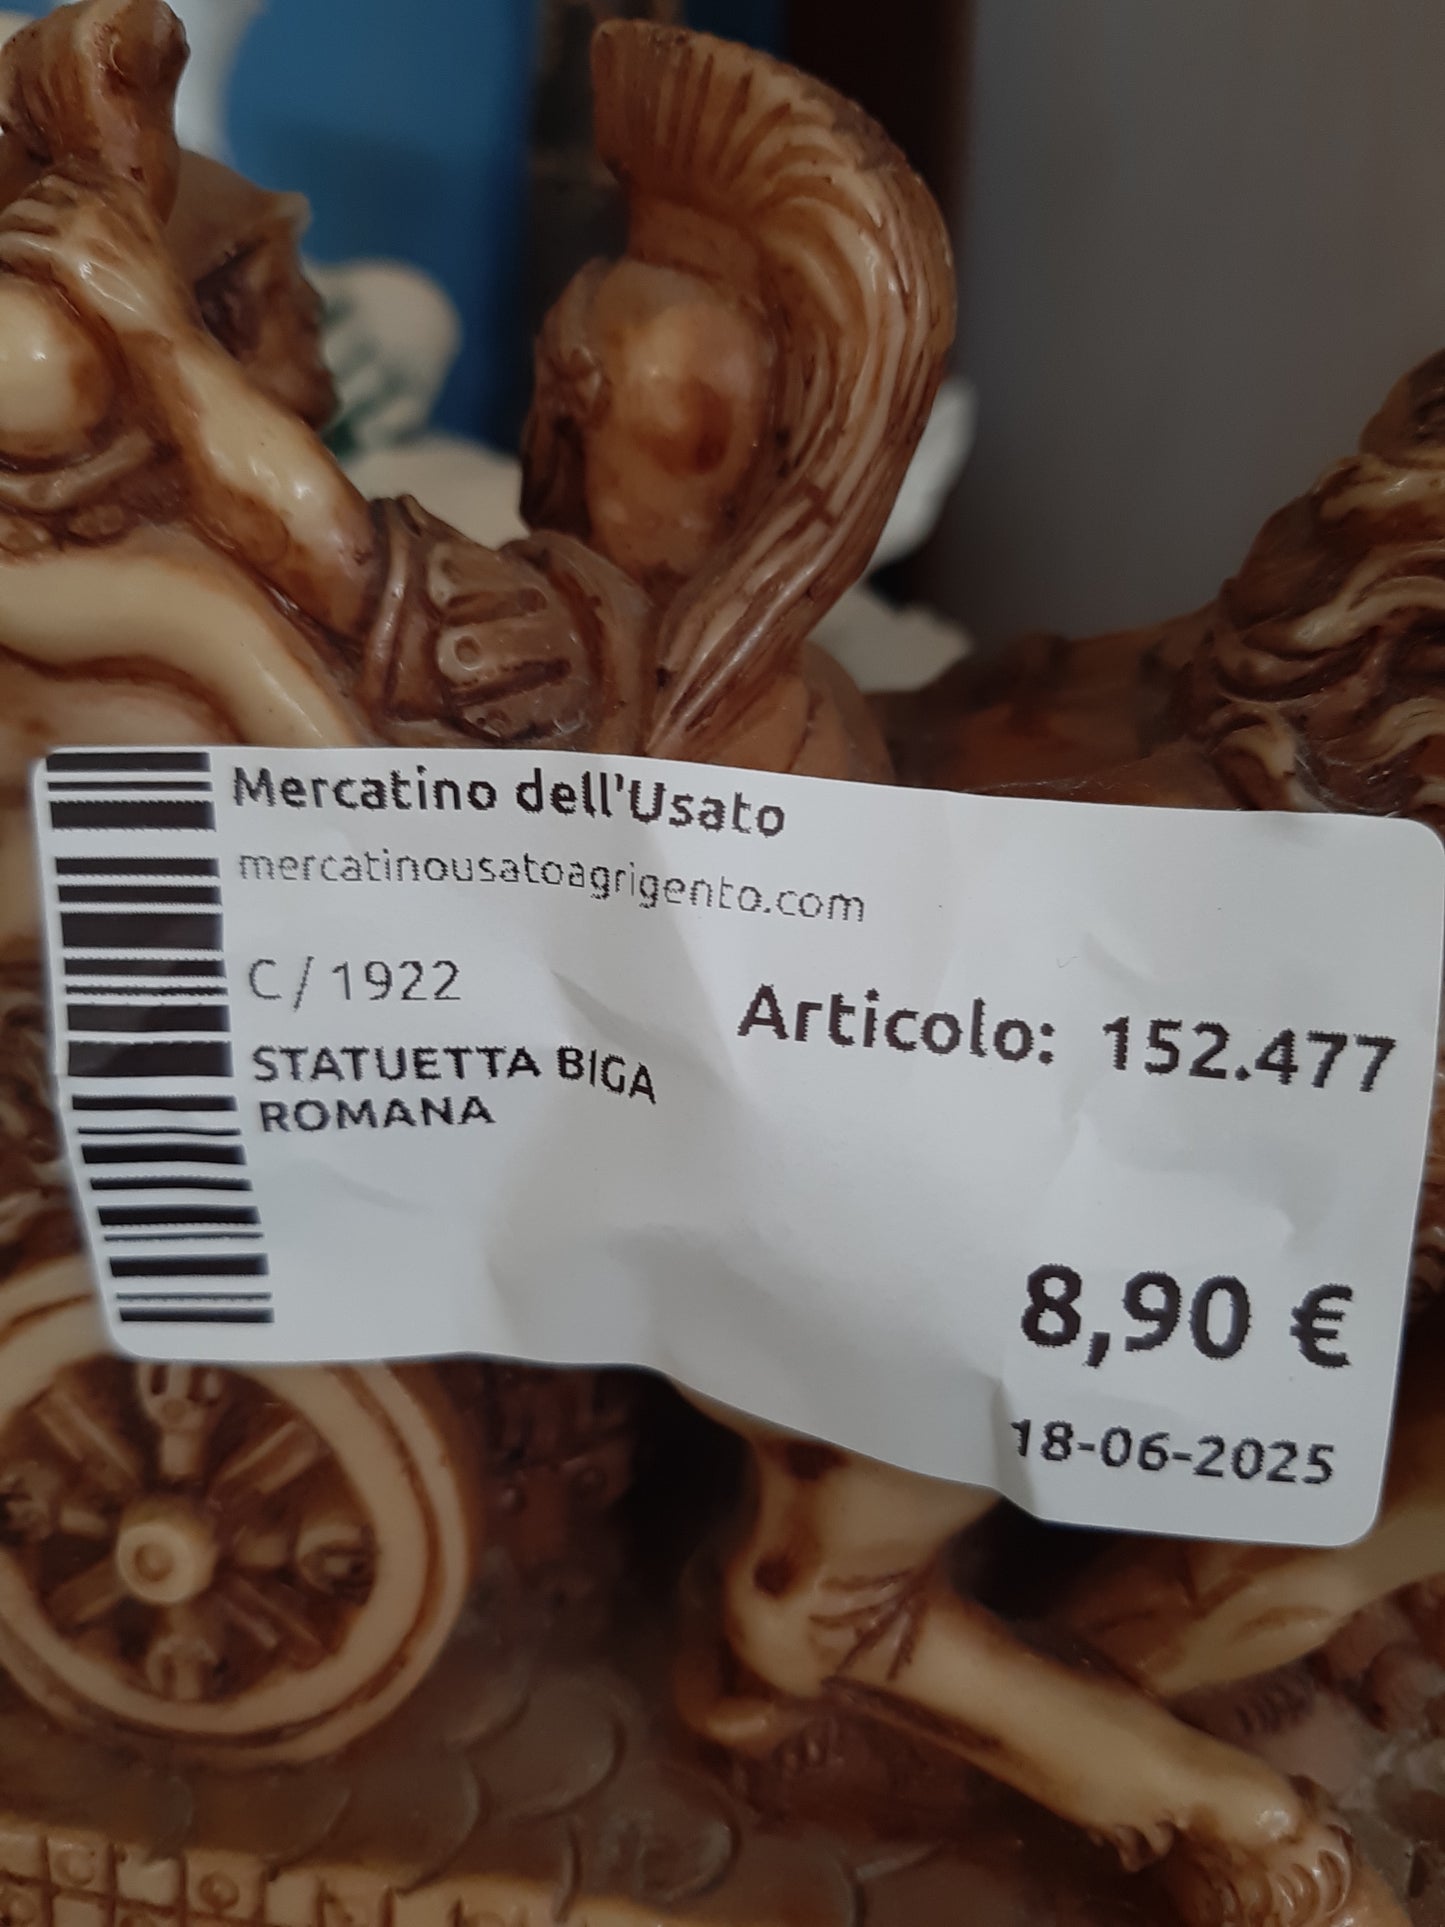 Mercatino dell'Usato
mercatinousatoagrigento.com
C/ 1922
Articolo: 152.477
STATUETTA BIGA
ROMANA
8,90 €
18-06-2025